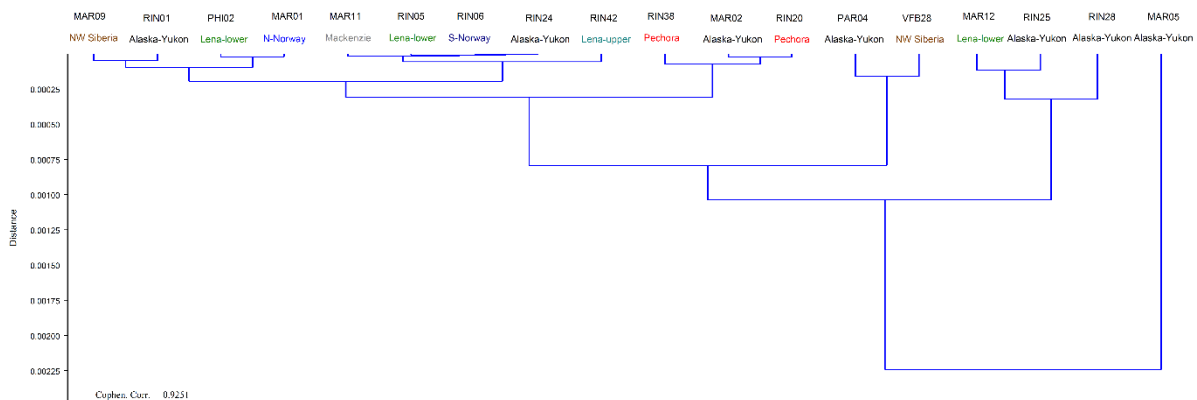 MAR09 RIN01 PHI02 MAR01 MAR11 RIN05 RIN06 RIN24 RIN42 RIN38 MAR02 RIN20 PAR04 VFB28 MAR12 RIN25 RIN28 MAR05
NW Siberia Alaska-Yukon Lena-lower N-Norway Mackenzie Lena-lower S-Norway Alaska-Yukon Lena-upper Pechora Alaska-Yukon Pechora Alaska-Yukon NW Siberia Lena-lower Alaska-Yukon Alaska-Yukon Alaska-Yukon
0.00025
0.00050
0.00075
0.00100
0.00125
0.00150
0.00175
0.00200
0.00225
Distance
Cophen. Corr. 0.9251